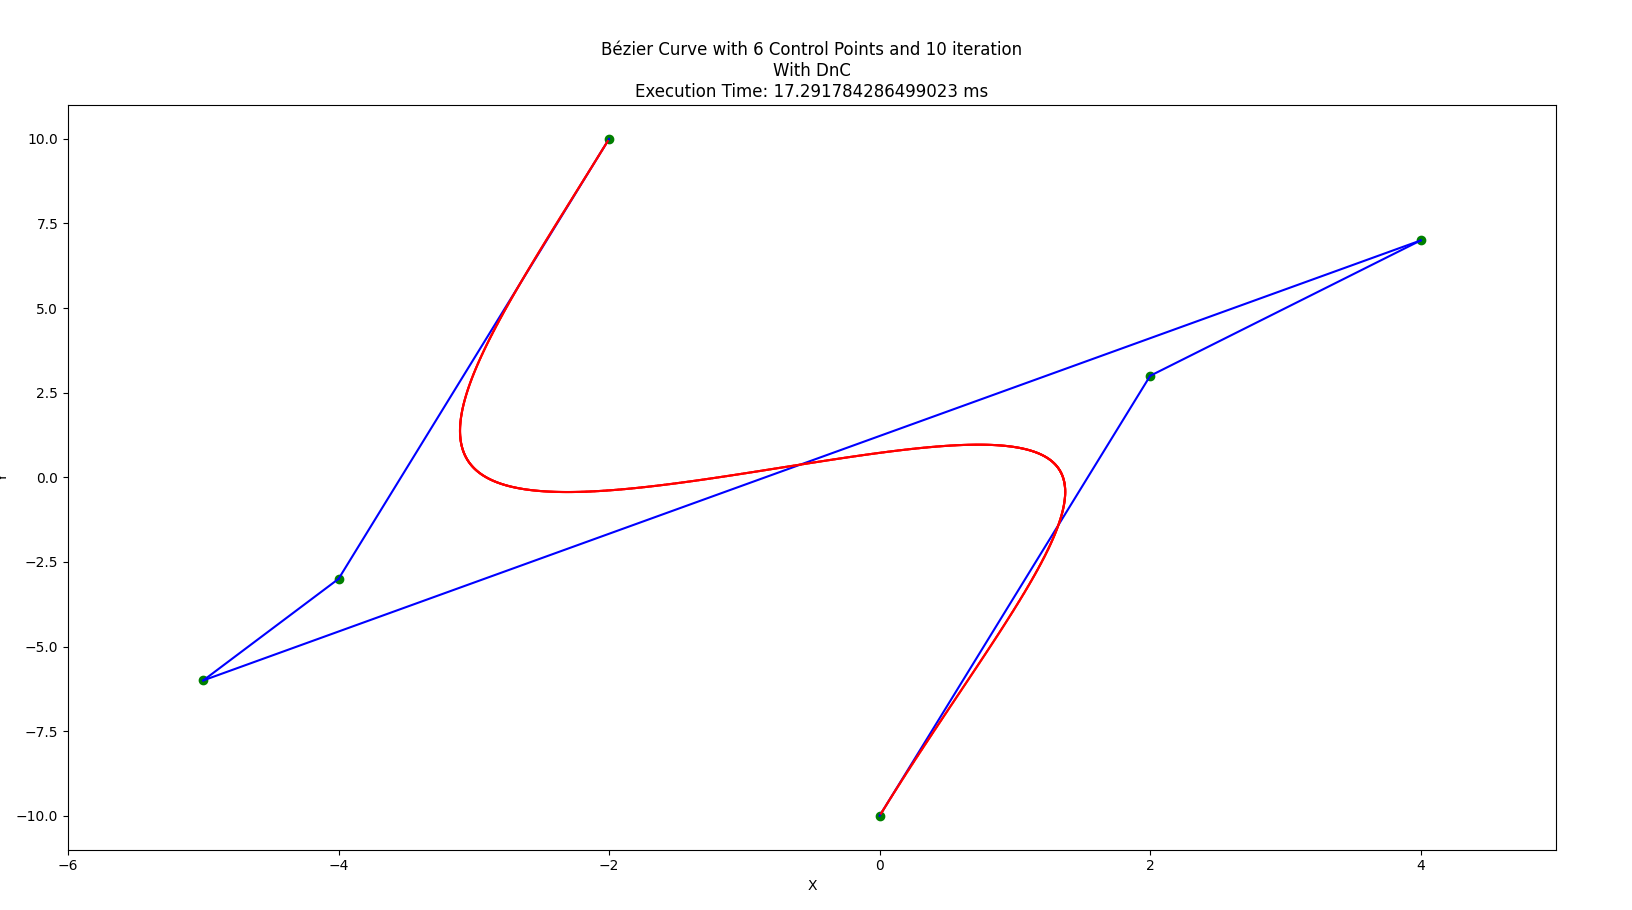 Bézier Curve with 6 Control Points and 10 iteration
With DnC
Execution Time: 17.291784286499023 ms
10.0
7.5
5.0
2.5
0.0
−2.5
−5.0
−7.5
−10.0
−6 −4 −2 0 2 4
X